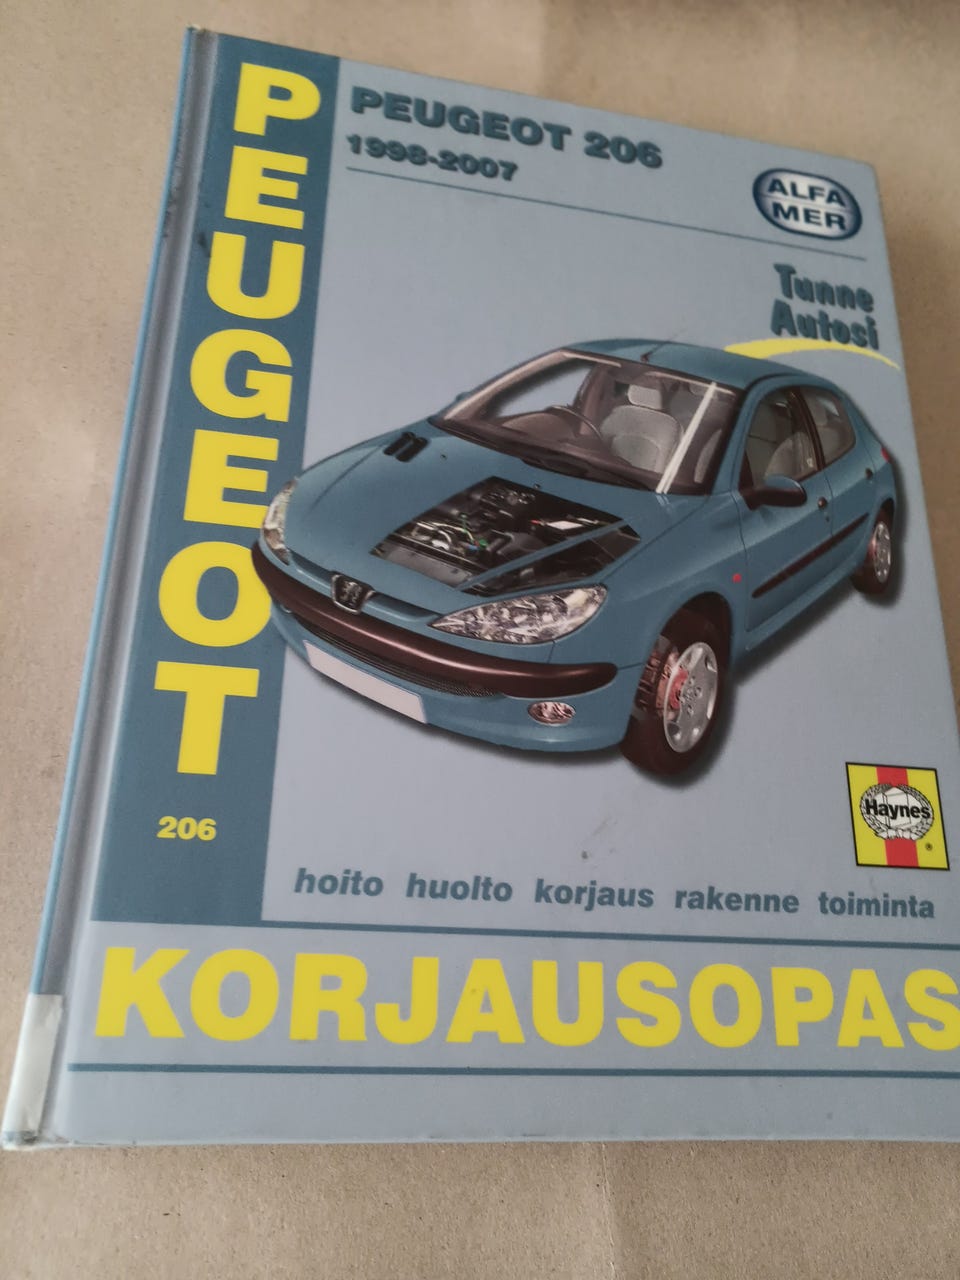 PEUGEOT
206
PEUGEOT 206
1998-2007
ALFA
MER
Tunne
Autosi
Haynes
®
hoito huolto korjaus rakenne toiminta
KORJAUSOPAS